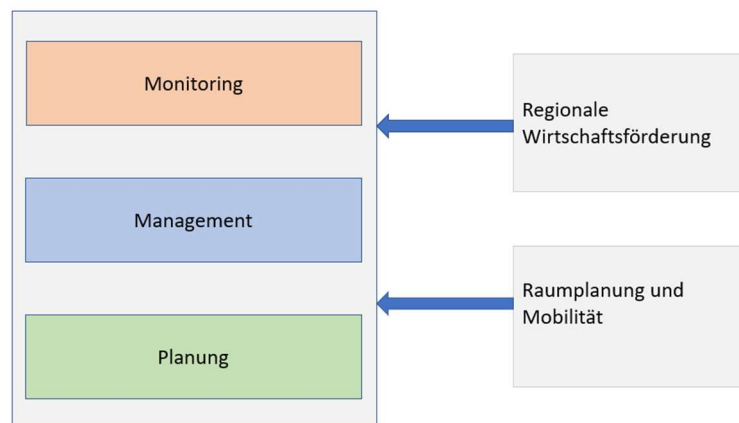 Monitoring
Management
Planung
Regionale
Wirtschaftsförderung
Raumplanung und
Mobilität